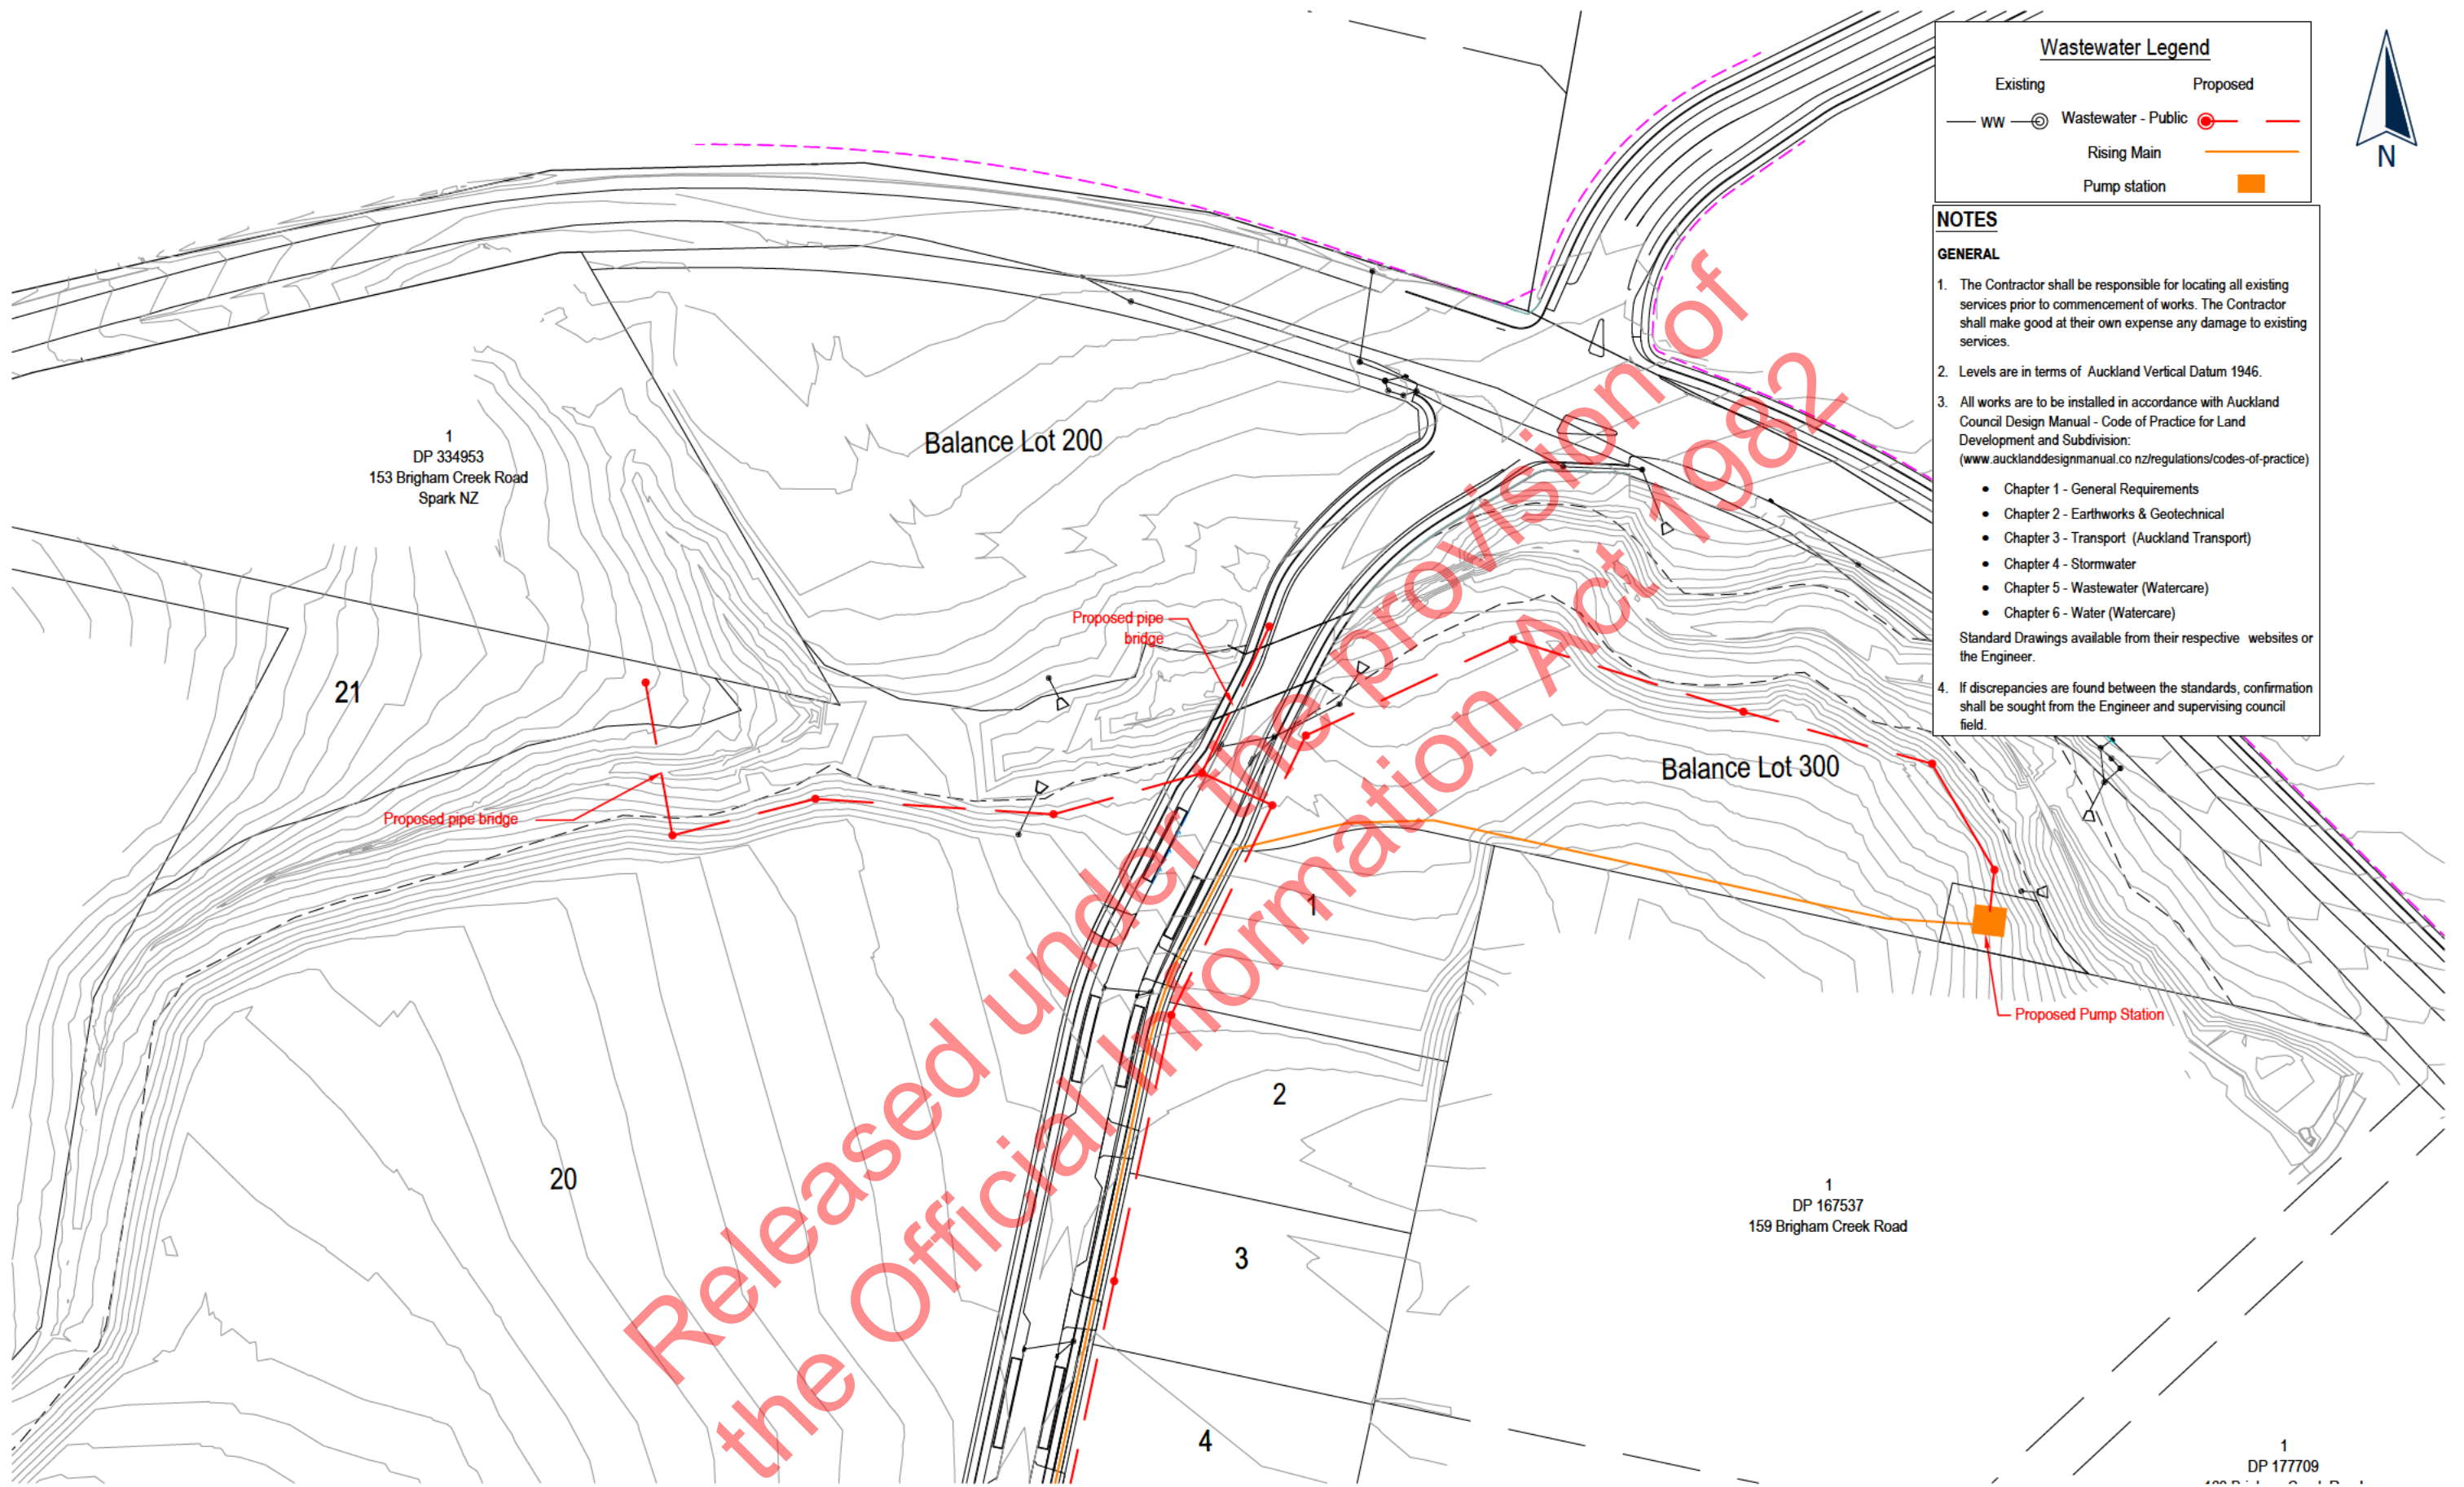 Wastewater Legend
Existing
Proposed
WW
Wastewater - Public
Rising Main
Pump station
N
NOTES
GENERAL
1. The Contractor shall be responsible for locating all existing
services prior to commencement of works. The Contractor
shall make good at their own expense any damage to existing
services.
2. Levels are in terms of Auckland Vertical Datum 1946.
3. All works are to be installed in accordance with Auckland
Council Design Manual - Code of Practice for Land
Development and Subdivision:
(www.aucklanddesignmanual.co nz/regulations/codes-of-practice)
• Chapter 1 - General Requirements
• Chapter 2 - Earthworks & Geotechnical
• Chapter 3 - Transport (Auckland Transport)
• Chapter 4 - Stormwater
• Chapter 5 - Wastewater (Watercare)
• Chapter 6 - Water (Watercare)
Standard Drawings available from their respective websites or
the Engineer.
4. If discrepancies are found between the standards, confirmation
shall be sought from the Engineer and supervising council
field.
1
DP 334953
153 Brigham Creek Road
Spark NZ
Balance Lot 200
Proposed pipe
bridge
21
Proposed pipe bridge
Balance Lot 300
1
Proposed Pump Station
2
20
3
1
DP 167537
159 Brigham Creek Road
4
1
DP 177709
Released under the provision of
the Official Information Act 1982